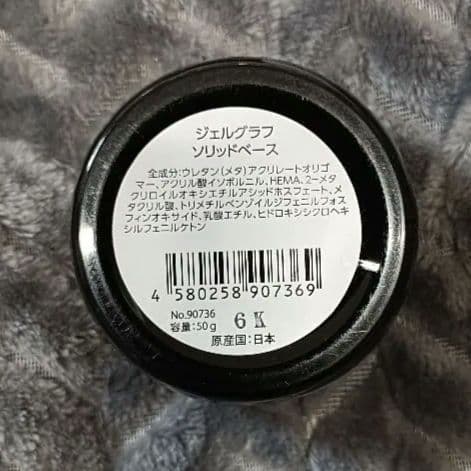 ジェルグラフ
ソリッドベース
全成分:ウレタン(メタ)アクリレートオリゴ
マー、アクリル酸イソボルニル、HEMA、2-メタ
クリロイルオキシエチルアシッドホスフェート、メ
タクリル酸、トリメチルベンゾイルジフェニルフォス
フィンオキサイド、乳酸エチル、ヒドロキシシクロヘキ
シルフェニルケトン
4 580258 907369
No.90736
容量:50g
6K
原産国:日本